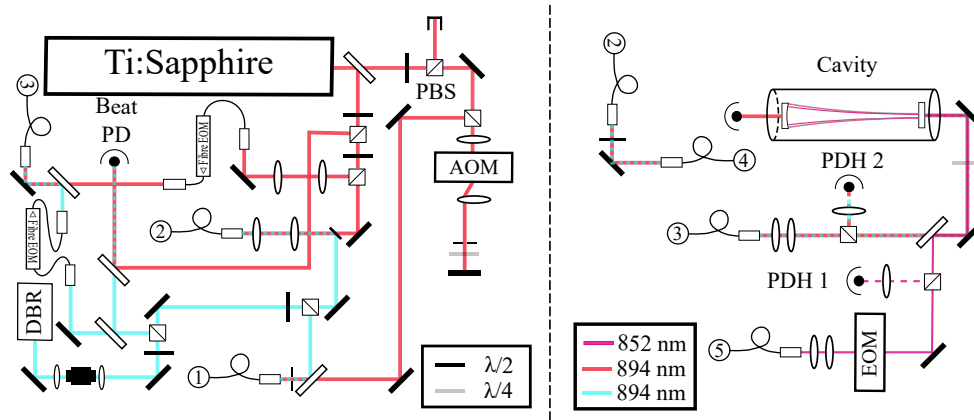 Ti:Sapphire
PBS
3
Beat
PD
◁Fibre EOM
AOM
◁Fibre EOM
2
DBR
1
λ/2
λ/4
2
Cavity
4
PDH 2
3
PDH 1
5
EOM
852 nm
894 nm
894 nm